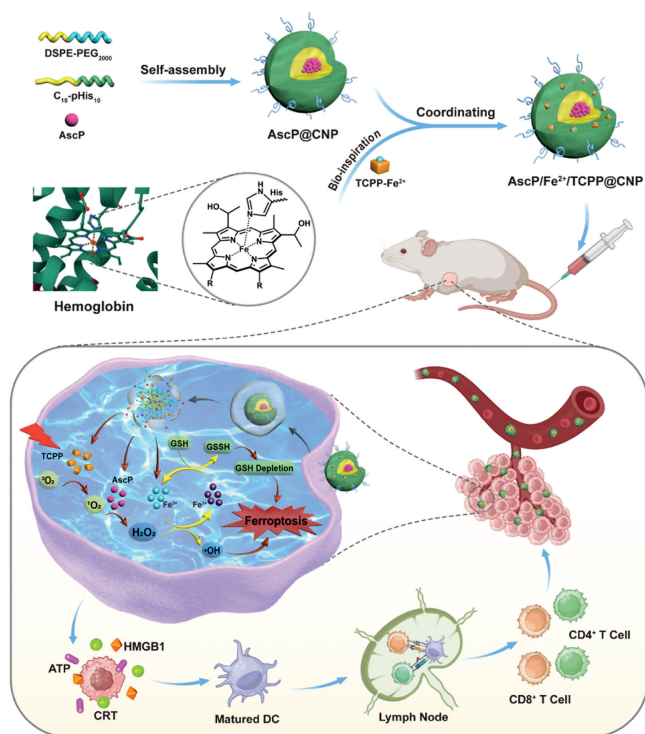 DSPE-PEG2000
C18-pHis10
AscP
Self-assembly
AscP@CNP
Bio-inspiration
TCPP-Fe2+
Coordinating
AscP/Fe2+/TCPP@CNP
Hemoglobin
H
N
His
N
HO
OH
N
N
Fe
N
N
R
R
TCPP
³O₂
¹O₂
AscP
H₂O₂
GSH
GSSH
GSH Depletion
Fe²⁺
Fe³⁺
•OH
Ferroptosis
ATP
HMGB1
CRT
Matured DC
Lymph Node
CD4⁺ T Cell
CD8⁺ T Cell